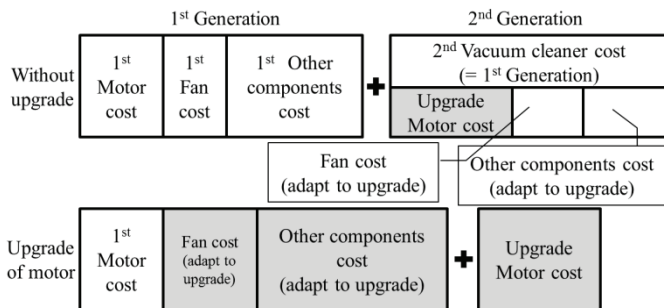 1st Generation
2nd Generation
Without
upgrade
1st
Motor
cost
1st
Fan
cost
1st Other
components
cost
2nd Vacuum cleaner cost
(= 1st Generation)
Upgrade
Motor cost
Fan cost
(adapt to upgrade)
Other components cost
(adapt to upgrade)
Upgrade
of motor
1st
Motor
cost
Fan cost
(adapt to
upgrade)
Other components
cost
(adapt to upgrade)
Upgrade
Motor cost